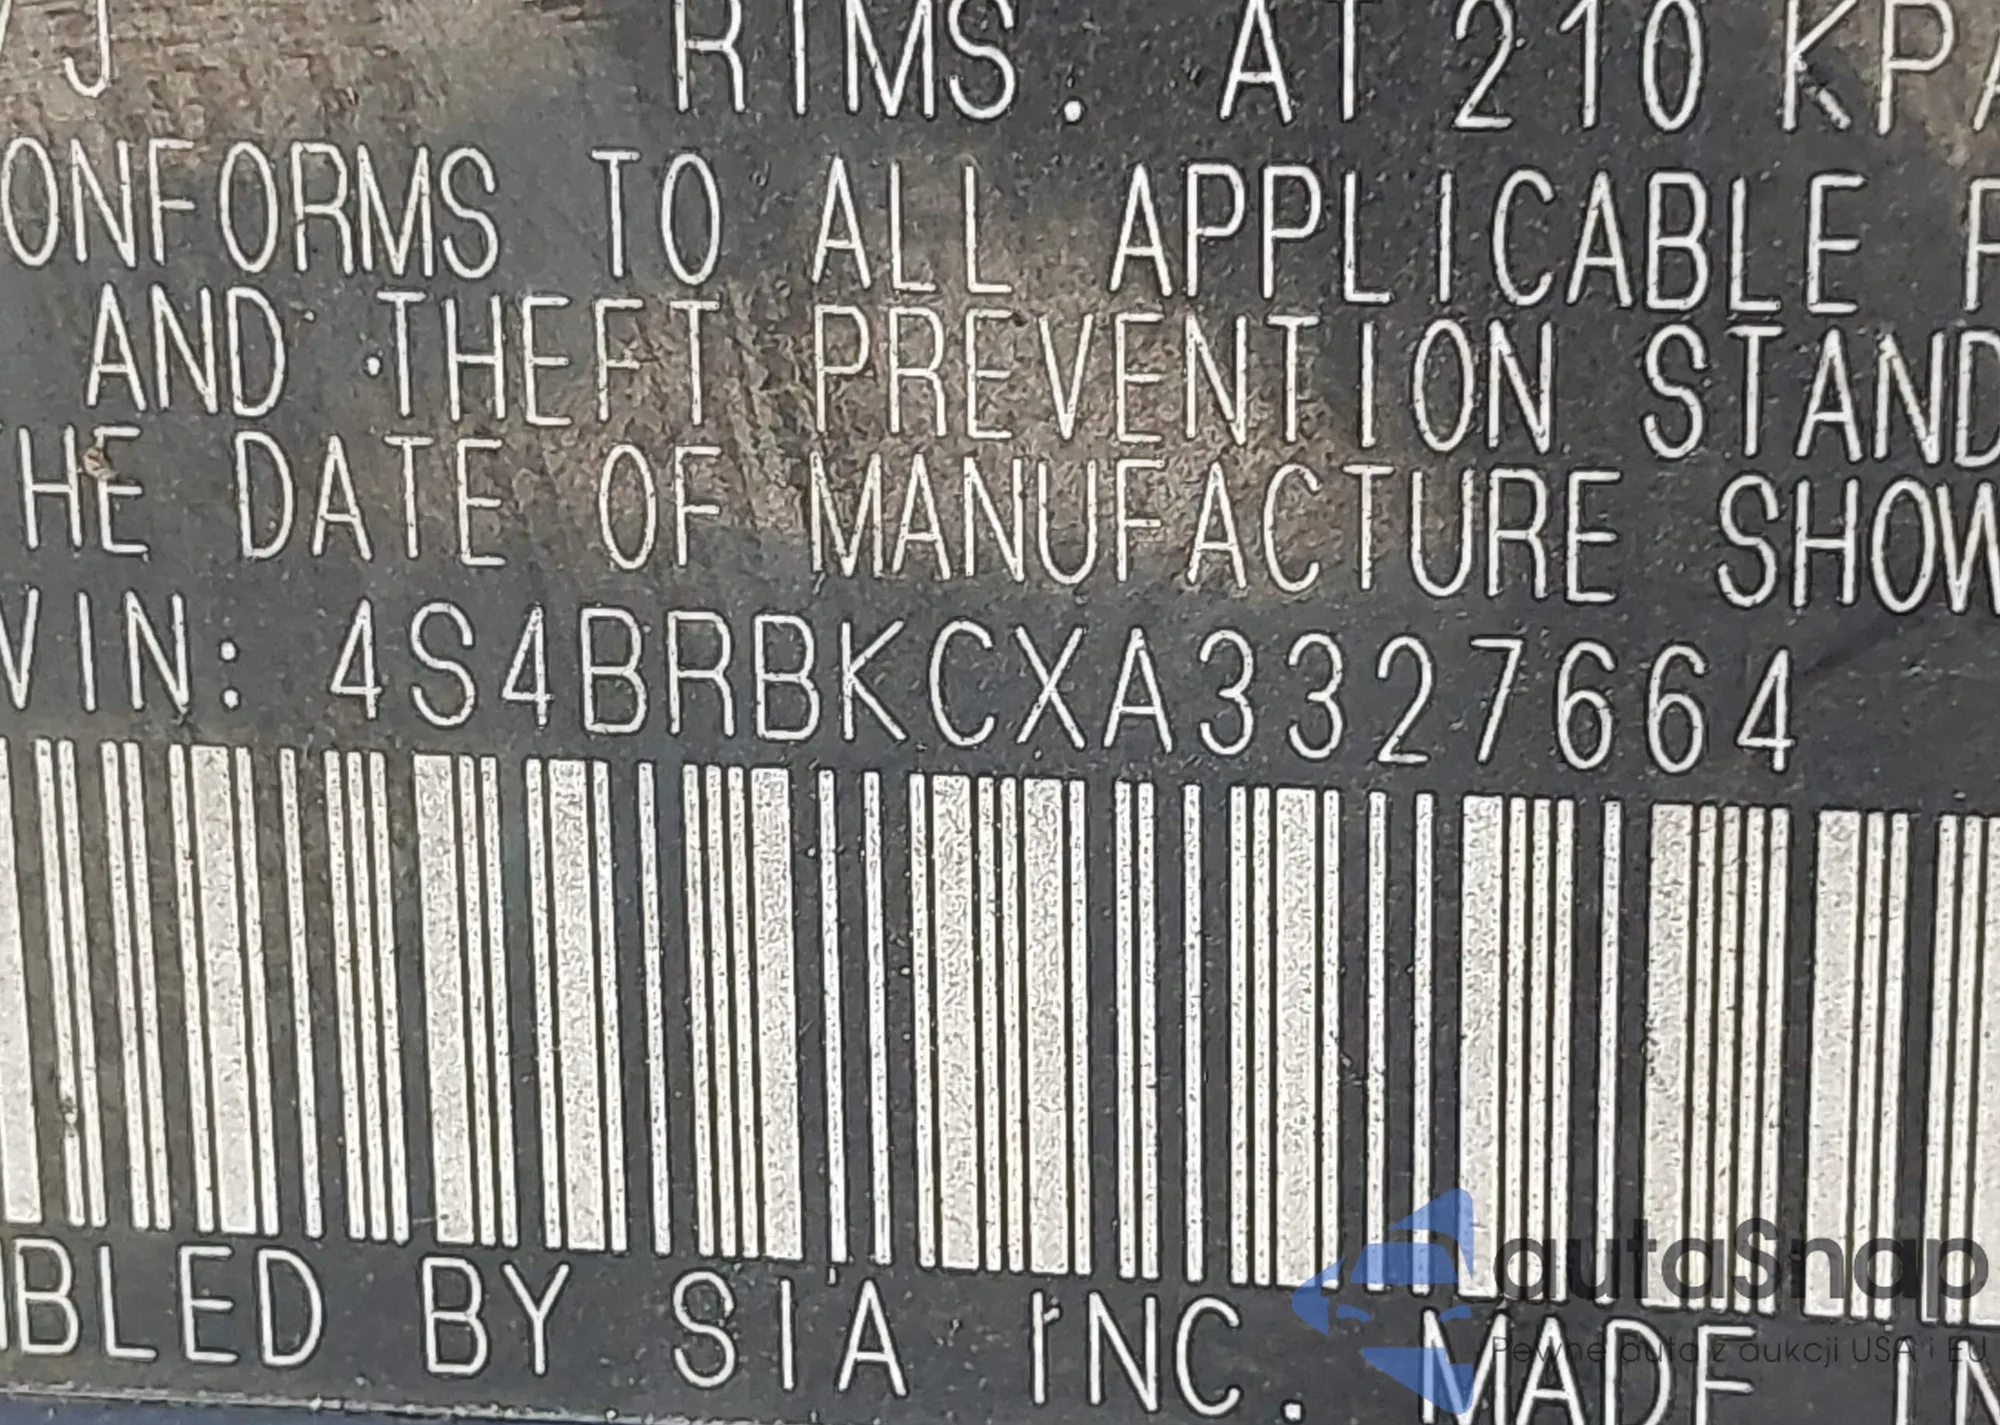 J RIMS. AT 210 KPA
ONFORMS TO ALL APPLICABLE F
AND THEFT PREVENTION STAND
HE DATE OF MANUFACTURE SHOW
VIN: 4S4BRBKCXA3327664
BLED BY SIA INC. MADE IN
autaSnap
Pewne auta z aukcji USA i EU